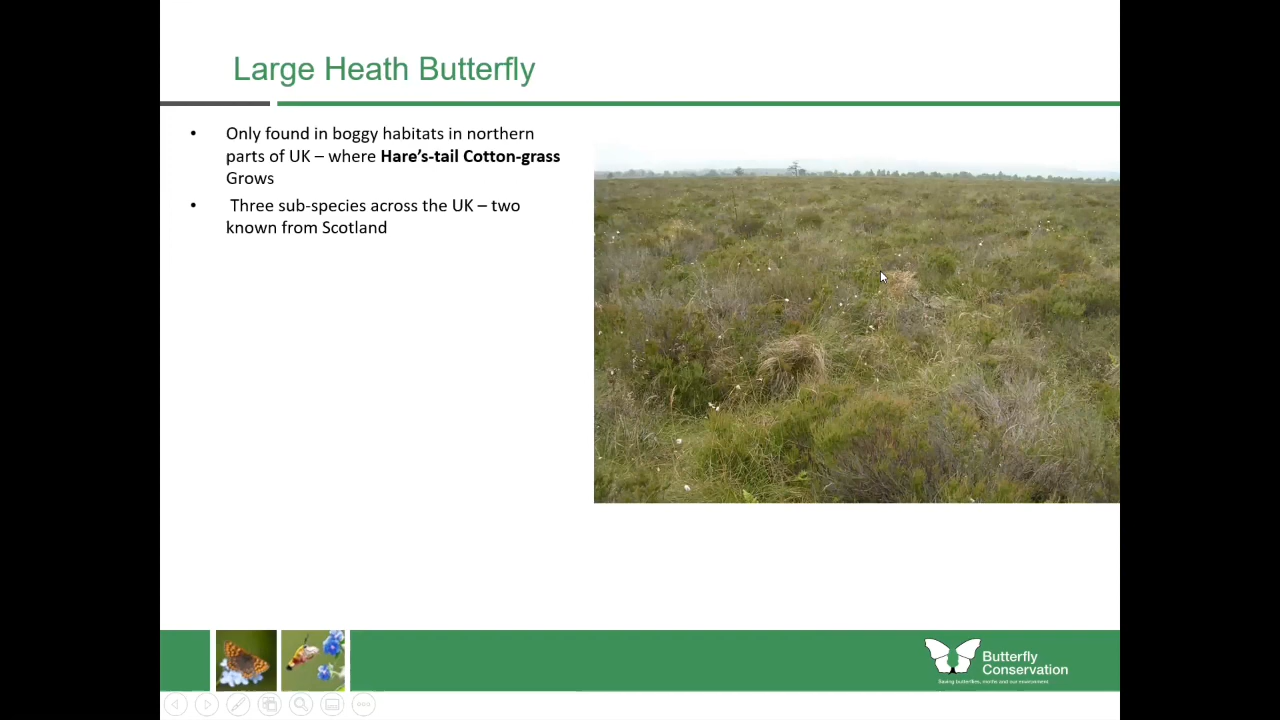 Large Heath Butterfly
• Only found in boggy habitats in northern
parts of UK – where Hare’s-tail Cotton-grass
Grows
• Three sub-species across the UK – two
known from Scotland
Butterfly
Conservation
Saving butterflies, moths and our environment